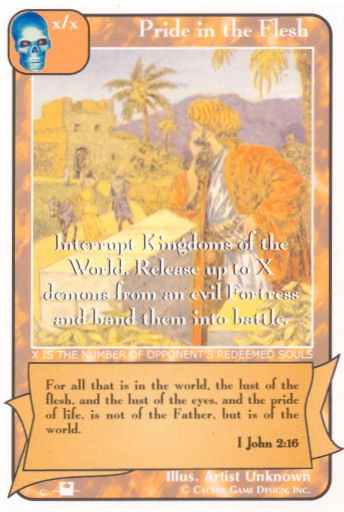 x/x
Pride in the Flesh
Interrupt Kingdoms of the
World. Release up to X
demons from an evil Fortress
and band them into battle.
X IS THE NUMBER OF OPPONENT'S REDEEMED SOULS
For all that is in the world, the lust of the
flesh, and the lust of the eyes, and the pride
of life, is not of the Father, but is of the
world.
I John 2:16
Illus. Artist Unknown
G
© CACTUS GAME DESIGN, INC.